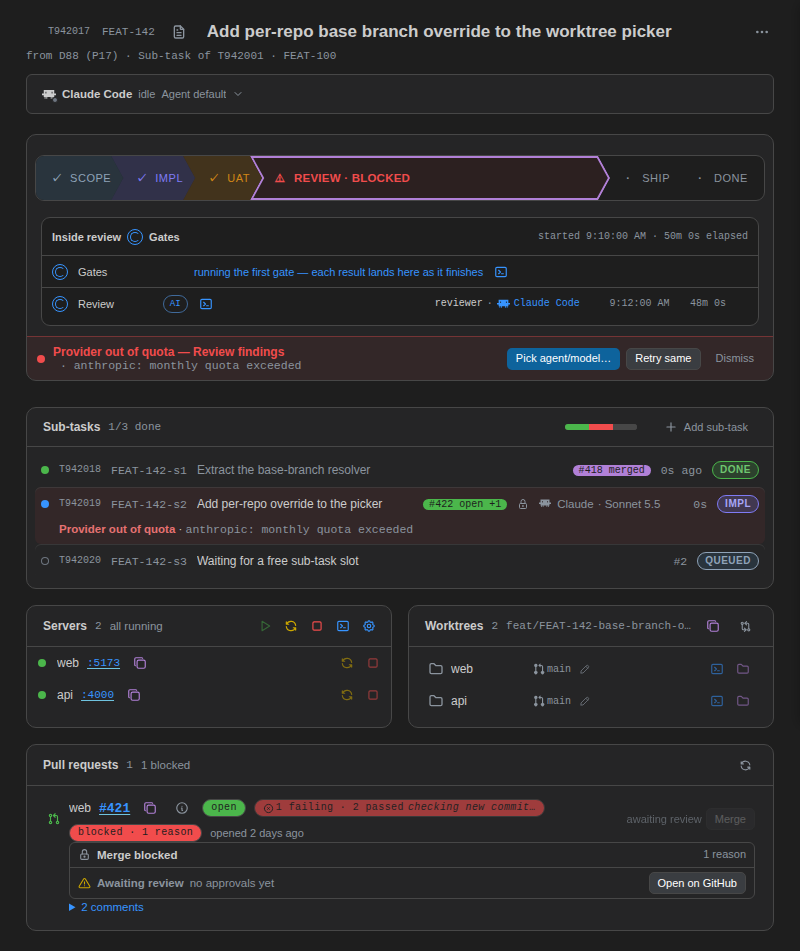 T942017 FEAT-142 Add per-repo base branch override to the worktree picker
from D88 (P17) · Sub-task of T942001 · FEAT-100
Claude Code idle Agent default
SCOPE IMPL UAT REVIEW · BLOCKED · SHIP · DONE
Inside review Gates started 9:10:00 AM · 50m 0s elapsed
Gates running the first gate — each result lands here as it finishes
Review AI reviewer · Claude Code 9:12:00 AM 48m 0s
Provider out of quota — Review findings
· anthropic: monthly quota exceeded
Pick agent/model… Retry same Dismiss
Sub-tasks 1/3 done Add sub-task
T942018 FEAT-142-s1 Extract the base-branch resolver #418 merged 0s ago DONE
T942019 FEAT-142-s2 Add per-repo override to the picker #422 open +1 Claude · Sonnet 5.5 0s IMPL
Provider out of quota · anthropic: monthly quota exceeded
T942020 FEAT-142-s3 Waiting for a free sub-task slot #2 QUEUED
Servers 2 all running
web :5173
api :4000
Worktrees 2 feat/FEAT-142-base-branch-o…
web main
api main
Pull requests 1 1 blocked
web #421 open 1 failing · 2 passed checking new commit…
blocked · 1 reason opened 2 days ago
awaiting review Merge
Merge blocked 1 reason
Awaiting review no approvals yet Open on GitHub
2 comments